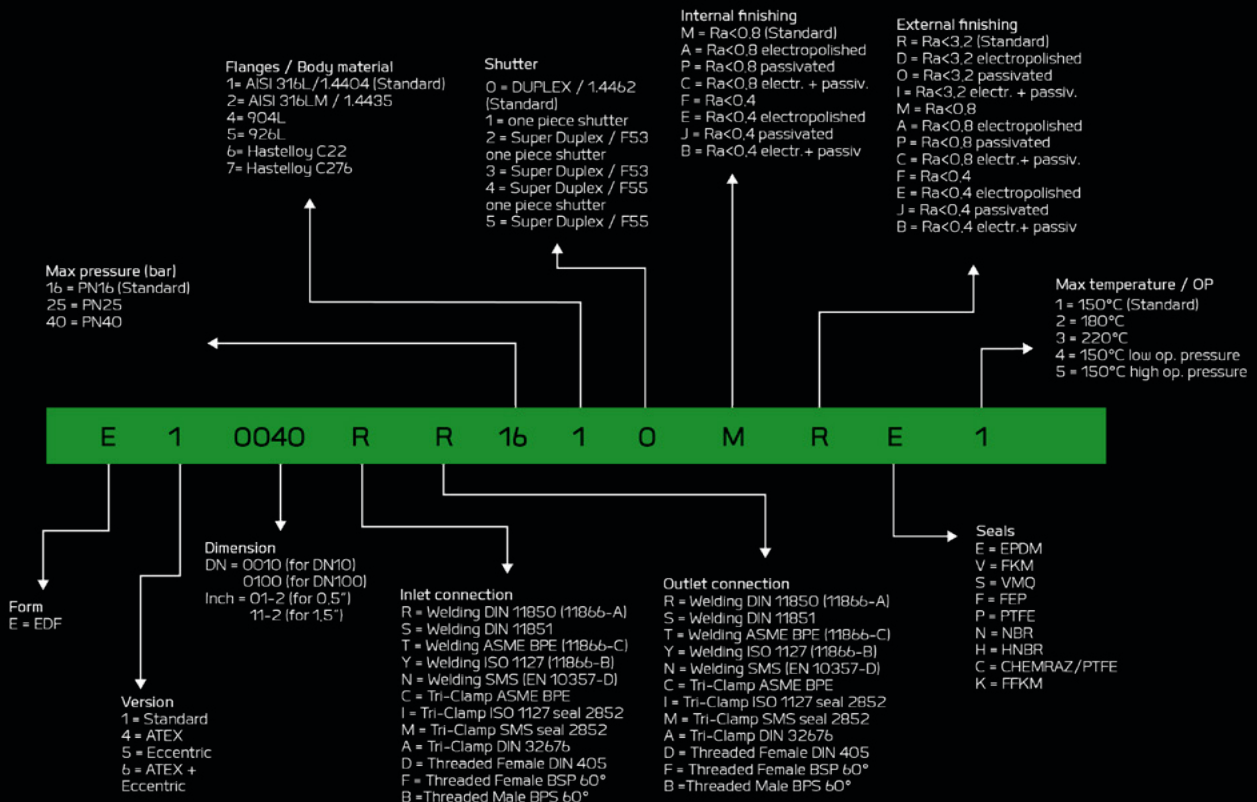 Internal finishing
M = Ra<0,8 (Standard)
A = Ra<0,8 electropolished
P = Ra<0,8 passivated
C = Ra<0,8 electr. + passiv.
F = Ra<0,4
E = Ra<0,4 electropolished
J = Ra<0,4 passivated
B = Ra<0,4 electr.+ passiv
External finishing
R = Ra<3,2 (Standard)
D = Ra<3,2 electropolished
O = Ra<3,2 passivated
I = Ra<3,2 electr. + passiv.
M = Ra<0,8
A = Ra<0,8 electropolished
P = Ra<0,8 passivated
C = Ra<0,8 electr.+ passiv.
F = Ra<0,4
E = Ra<0,4 electropolished
J = Ra<0,4 passivated
B = Ra<0,4 electr.+ passiv
Flanges / Body material
1= AISI 316L/1.4404 (Standard)
2= AISI 316LM / 1.4435
4= 904L
5= 926L
6= Hastelloy C22
7= Hastelloy C276
Shutter
0 = DUPLEX / 1.4462
(Standard)
1 = one piece shutter
2 = Super Duplex / F53
one piece shutter
3 = Super Duplex / F53
4 = Super Duplex / F55
one piece shutter
5 = Super Duplex / F55
Max pressure (bar)
16 = PN16 (Standard)
25 = PN25
40 = PN40
Max temperature / OP
1 = 150°C (Standard)
2 = 180°C
3 = 220°C
4 = 150°C low op. pressure
5 = 150°C high op. pressure
E 1 0040 R R 16 1 0 M R E 1
Form
E = EDF
Version
1 = Standard
4 = ATEX
5 = Eccentric
6 = ATEX +
Eccentric
Dimension
DN = 0010 (for DN10)
0100 (for DN100)
Inch = 01-2 (for 0,5")
11-2 (for 1,5")
Inlet connection
R = Welding DIN 11850 (11866-A)
S = Welding DIN 11851
T = Welding ASME BPE (11866-C)
Y = Welding ISO 1127 (11866-B)
N = Welding SMS (EN 10357-D)
C = Tri-Clamp ASME BPE
I = Tri-Clamp ISO 1127 seal 2852
M = Tri-Clamp SMS seal 2852
A = Tri-Clamp DIN 32676
D = Threaded Female DIN 405
F = Threaded Female BSP 60°
B =Threaded Male BPS 60°
Outlet connection
R = Welding DIN 11850 (11866-A)
S = Welding DIN 11851
T = Welding ASME BPE (11866-C)
Y = Welding ISO 1127 (11866-B)
N = Welding SMS (EN 10357-D)
C = Tri-Clamp ASME BPE
I = Tri-Clamp ISO 1127 seal 2852
M = Tri-Clamp SMS seal 2852
A = Tri-Clamp DIN 32676
D = Threaded Female DIN 405
F = Threaded Female BSP 60°
B =Threaded Male BPS 60°
Seals
E = EPDM
V = FKM
S = VMQ
F = FEP
P = PTFE
N = NBR
H = HNBR
C = CHEMRAZ/PTFE
K = FFKM